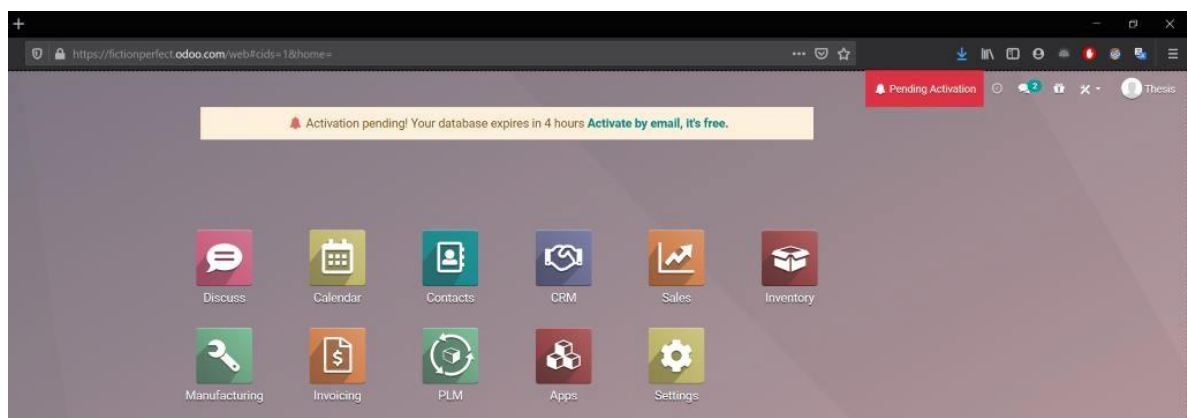 https://fictionperfect.odoo.com/web#cids=1&home=
Pending Activation 2 Thesis
Activation pending! Your database expires in 4 hours Activate by email, it's free.
Discuss Calendar Contacts CRM Sales Inventory
Manufacturing Invoicing PLM Apps Settings